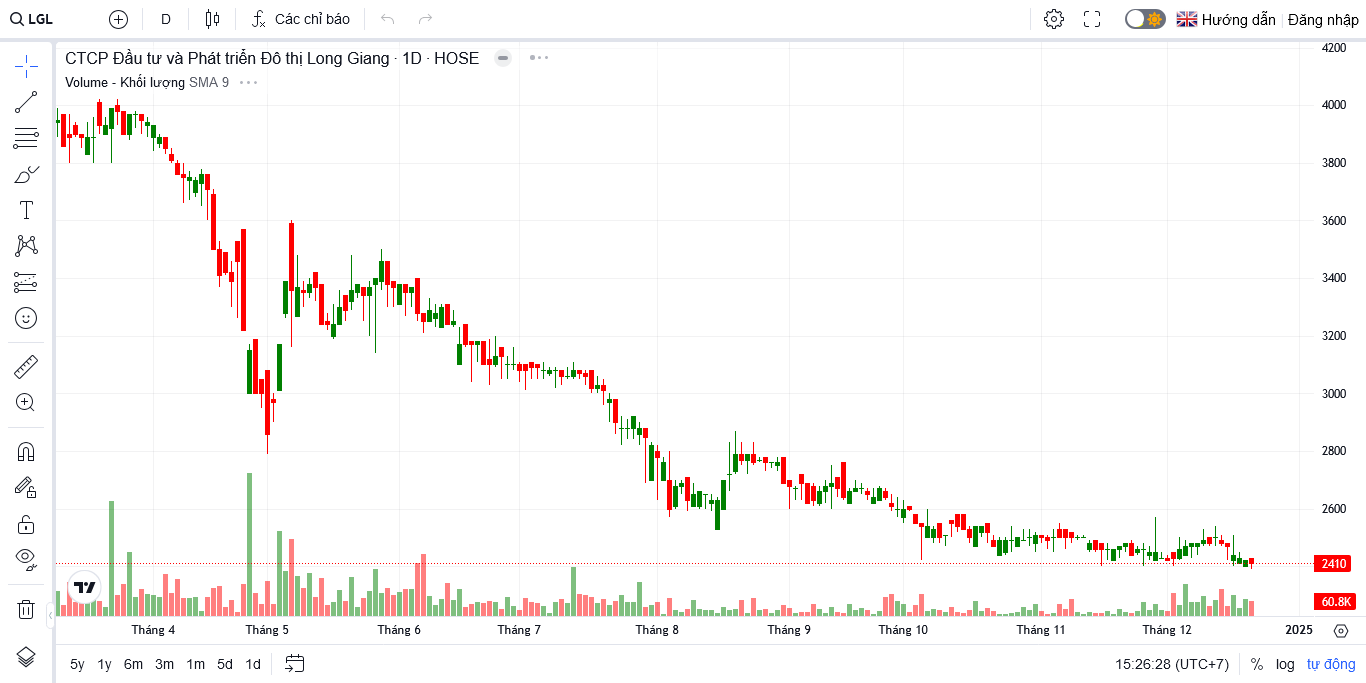 LGL D Các chỉ báo Hướng dẫn Đăng nhập
CTCP Đầu tư và Phát triển Đô thị Long Giang · 1D · HOSE
Volume - Khối lượng SMA 9
4200
4000
3800
3600
3400
3200
3000
2800
2600
2410
60.8K
Tháng 4 Tháng 5 Tháng 6 Tháng 7 Tháng 8 Tháng 9 Tháng 10 Tháng 11 Tháng 12 2025
5y 1y 6m 3m 1m 5d 1d 15:26:28 (UTC+7) % log tự động